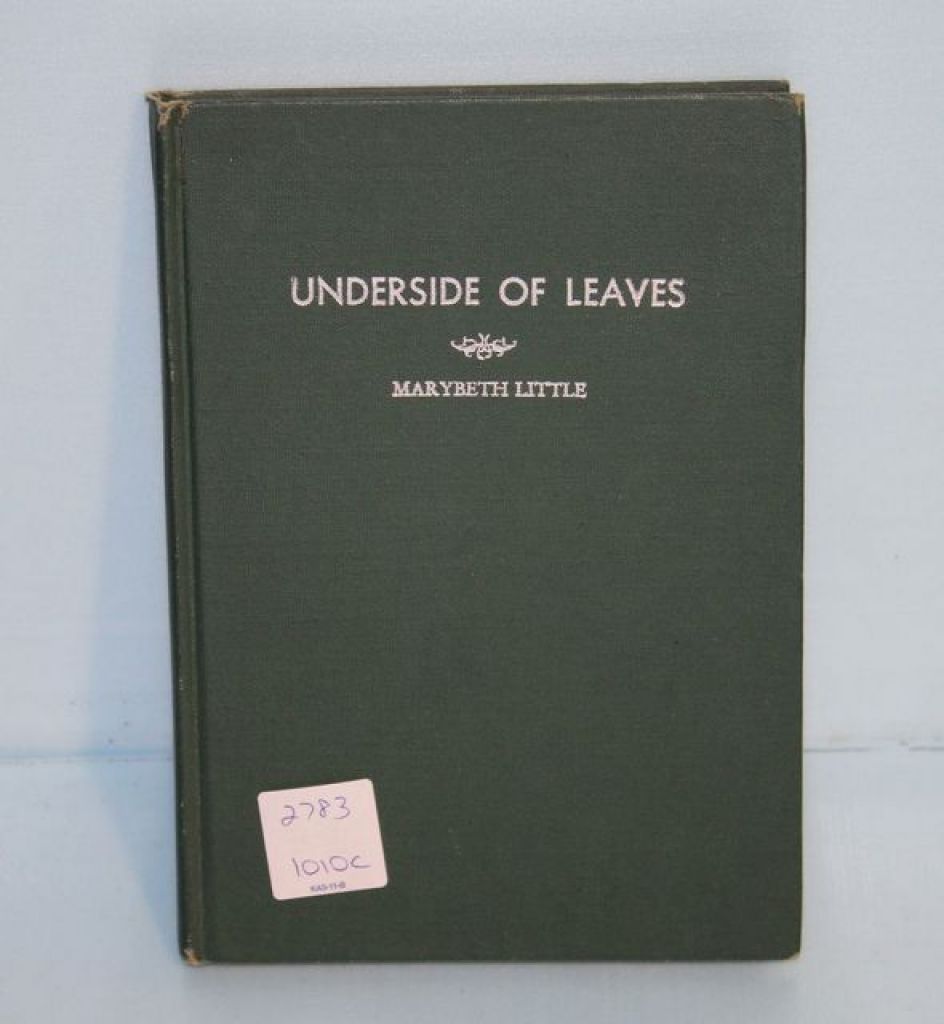 UNDERSIDE OF LEAVES
MARYBETH LITTLE
2783
1010C